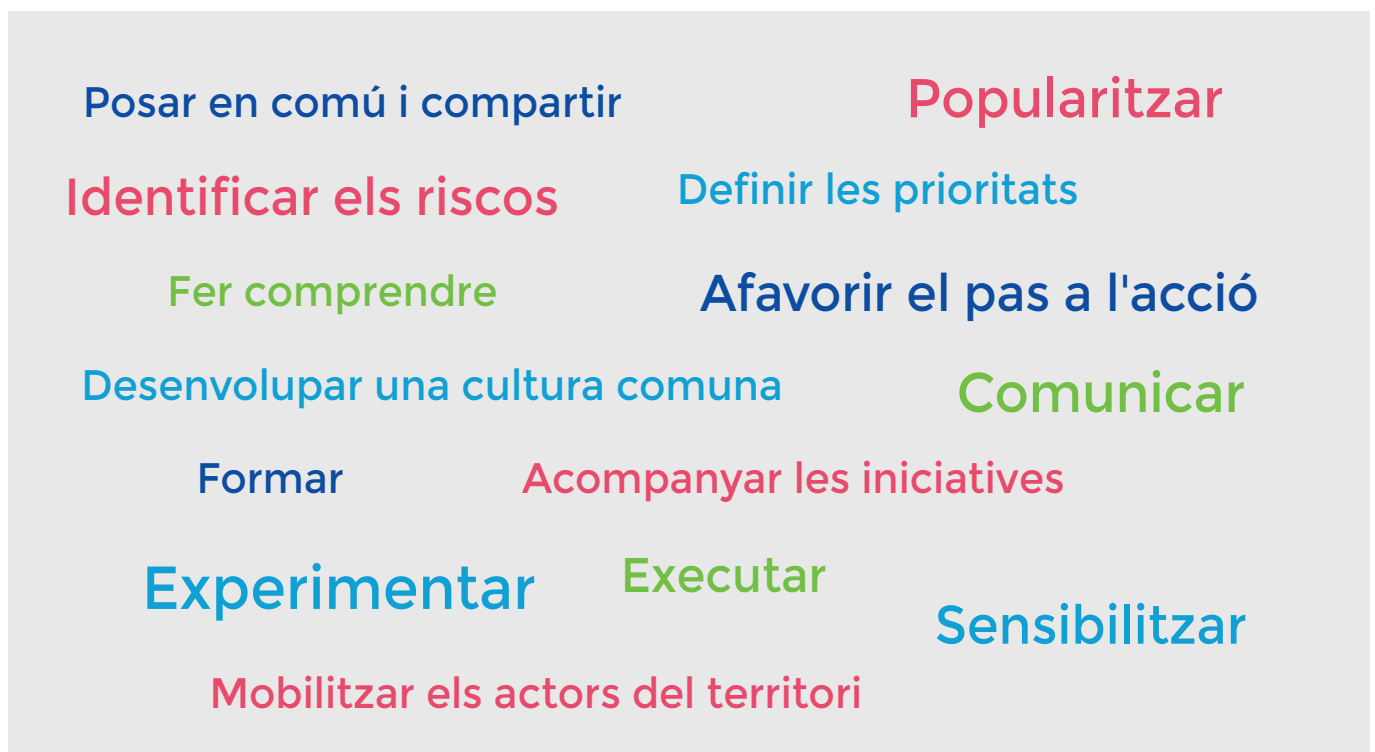 Posar en comú i compartir
Popularitzar
Identificar els riscos
Definir les prioritats
Fer comprendre
Afavorir el pas a l'acció
Desenvolupar una cultura comuna
Comunicar
Formar
Acompanyar les iniciatives
Experimentar
Executar
Sensibilitzar
Mobilitzar els actors del territori